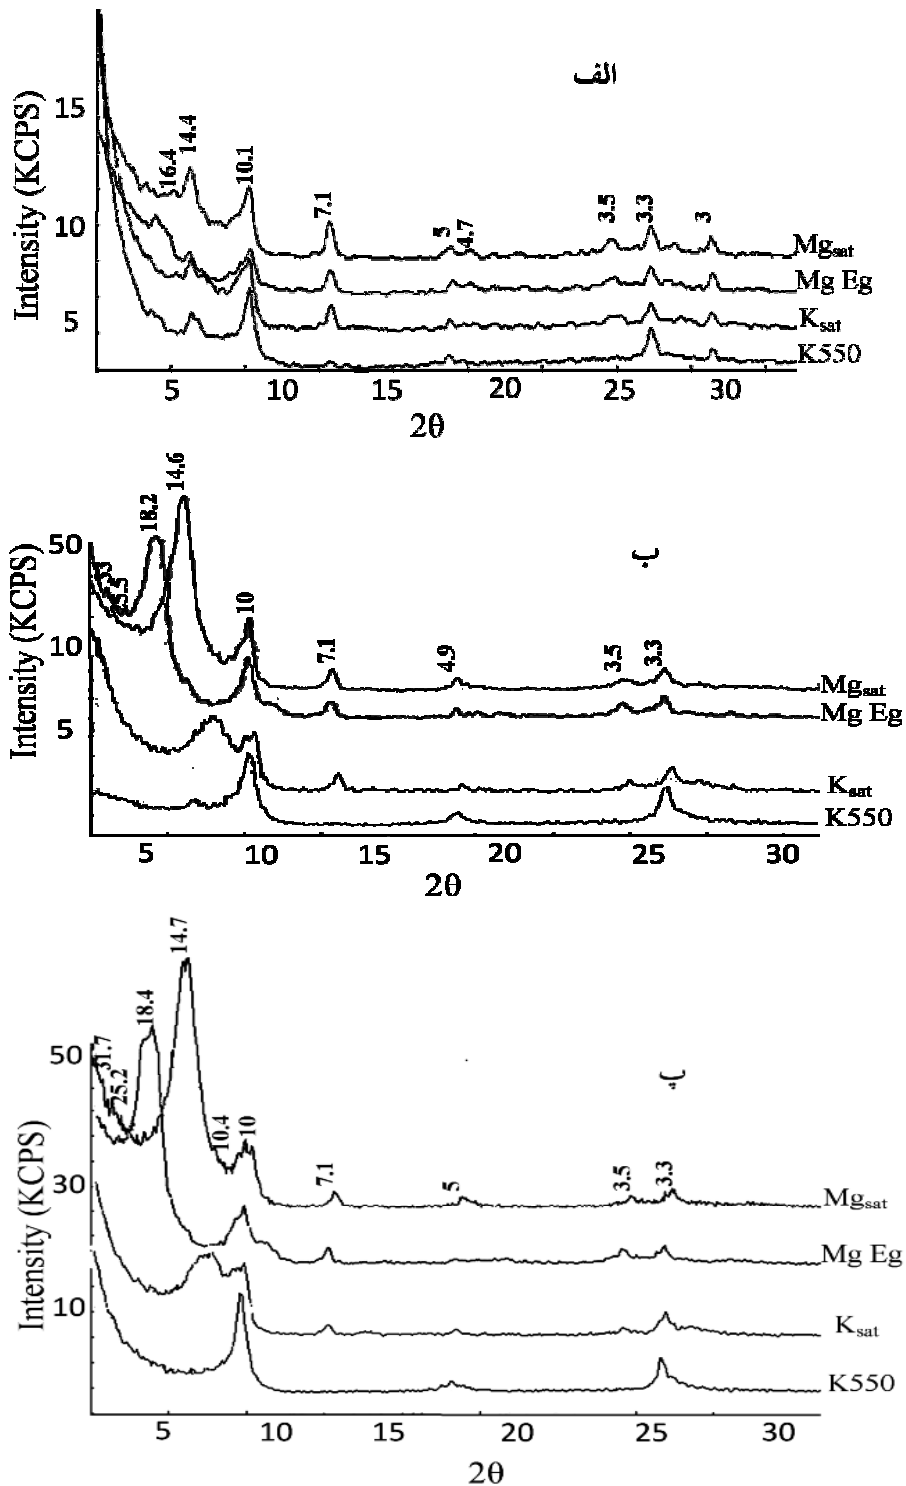 الف
Intensity (KCPS)
15
10
5
16.4
14.4
10.1
7.1
5
4.7
3.5
3.3
3
Mgsat
Mg Eg
Ksat
K550
5 10 15 20 25 30
2θ
ب
Intensity (KCPS)
50
10
5
25.5
18.2
14.6
10
7.1
4.9
3.5
3.3
Mgsat
Mg Eg
Ksat
K550
5 10 15 20 25 30
2θ
پ
Intensity (KCPS)
50
30
10
31.7
25.2
18.4
14.7
10.4
10
7.1
5
3.5
3.3
Mgsat
Mg Eg
Ksat
K550
5 10 15 20 25 30
2θ